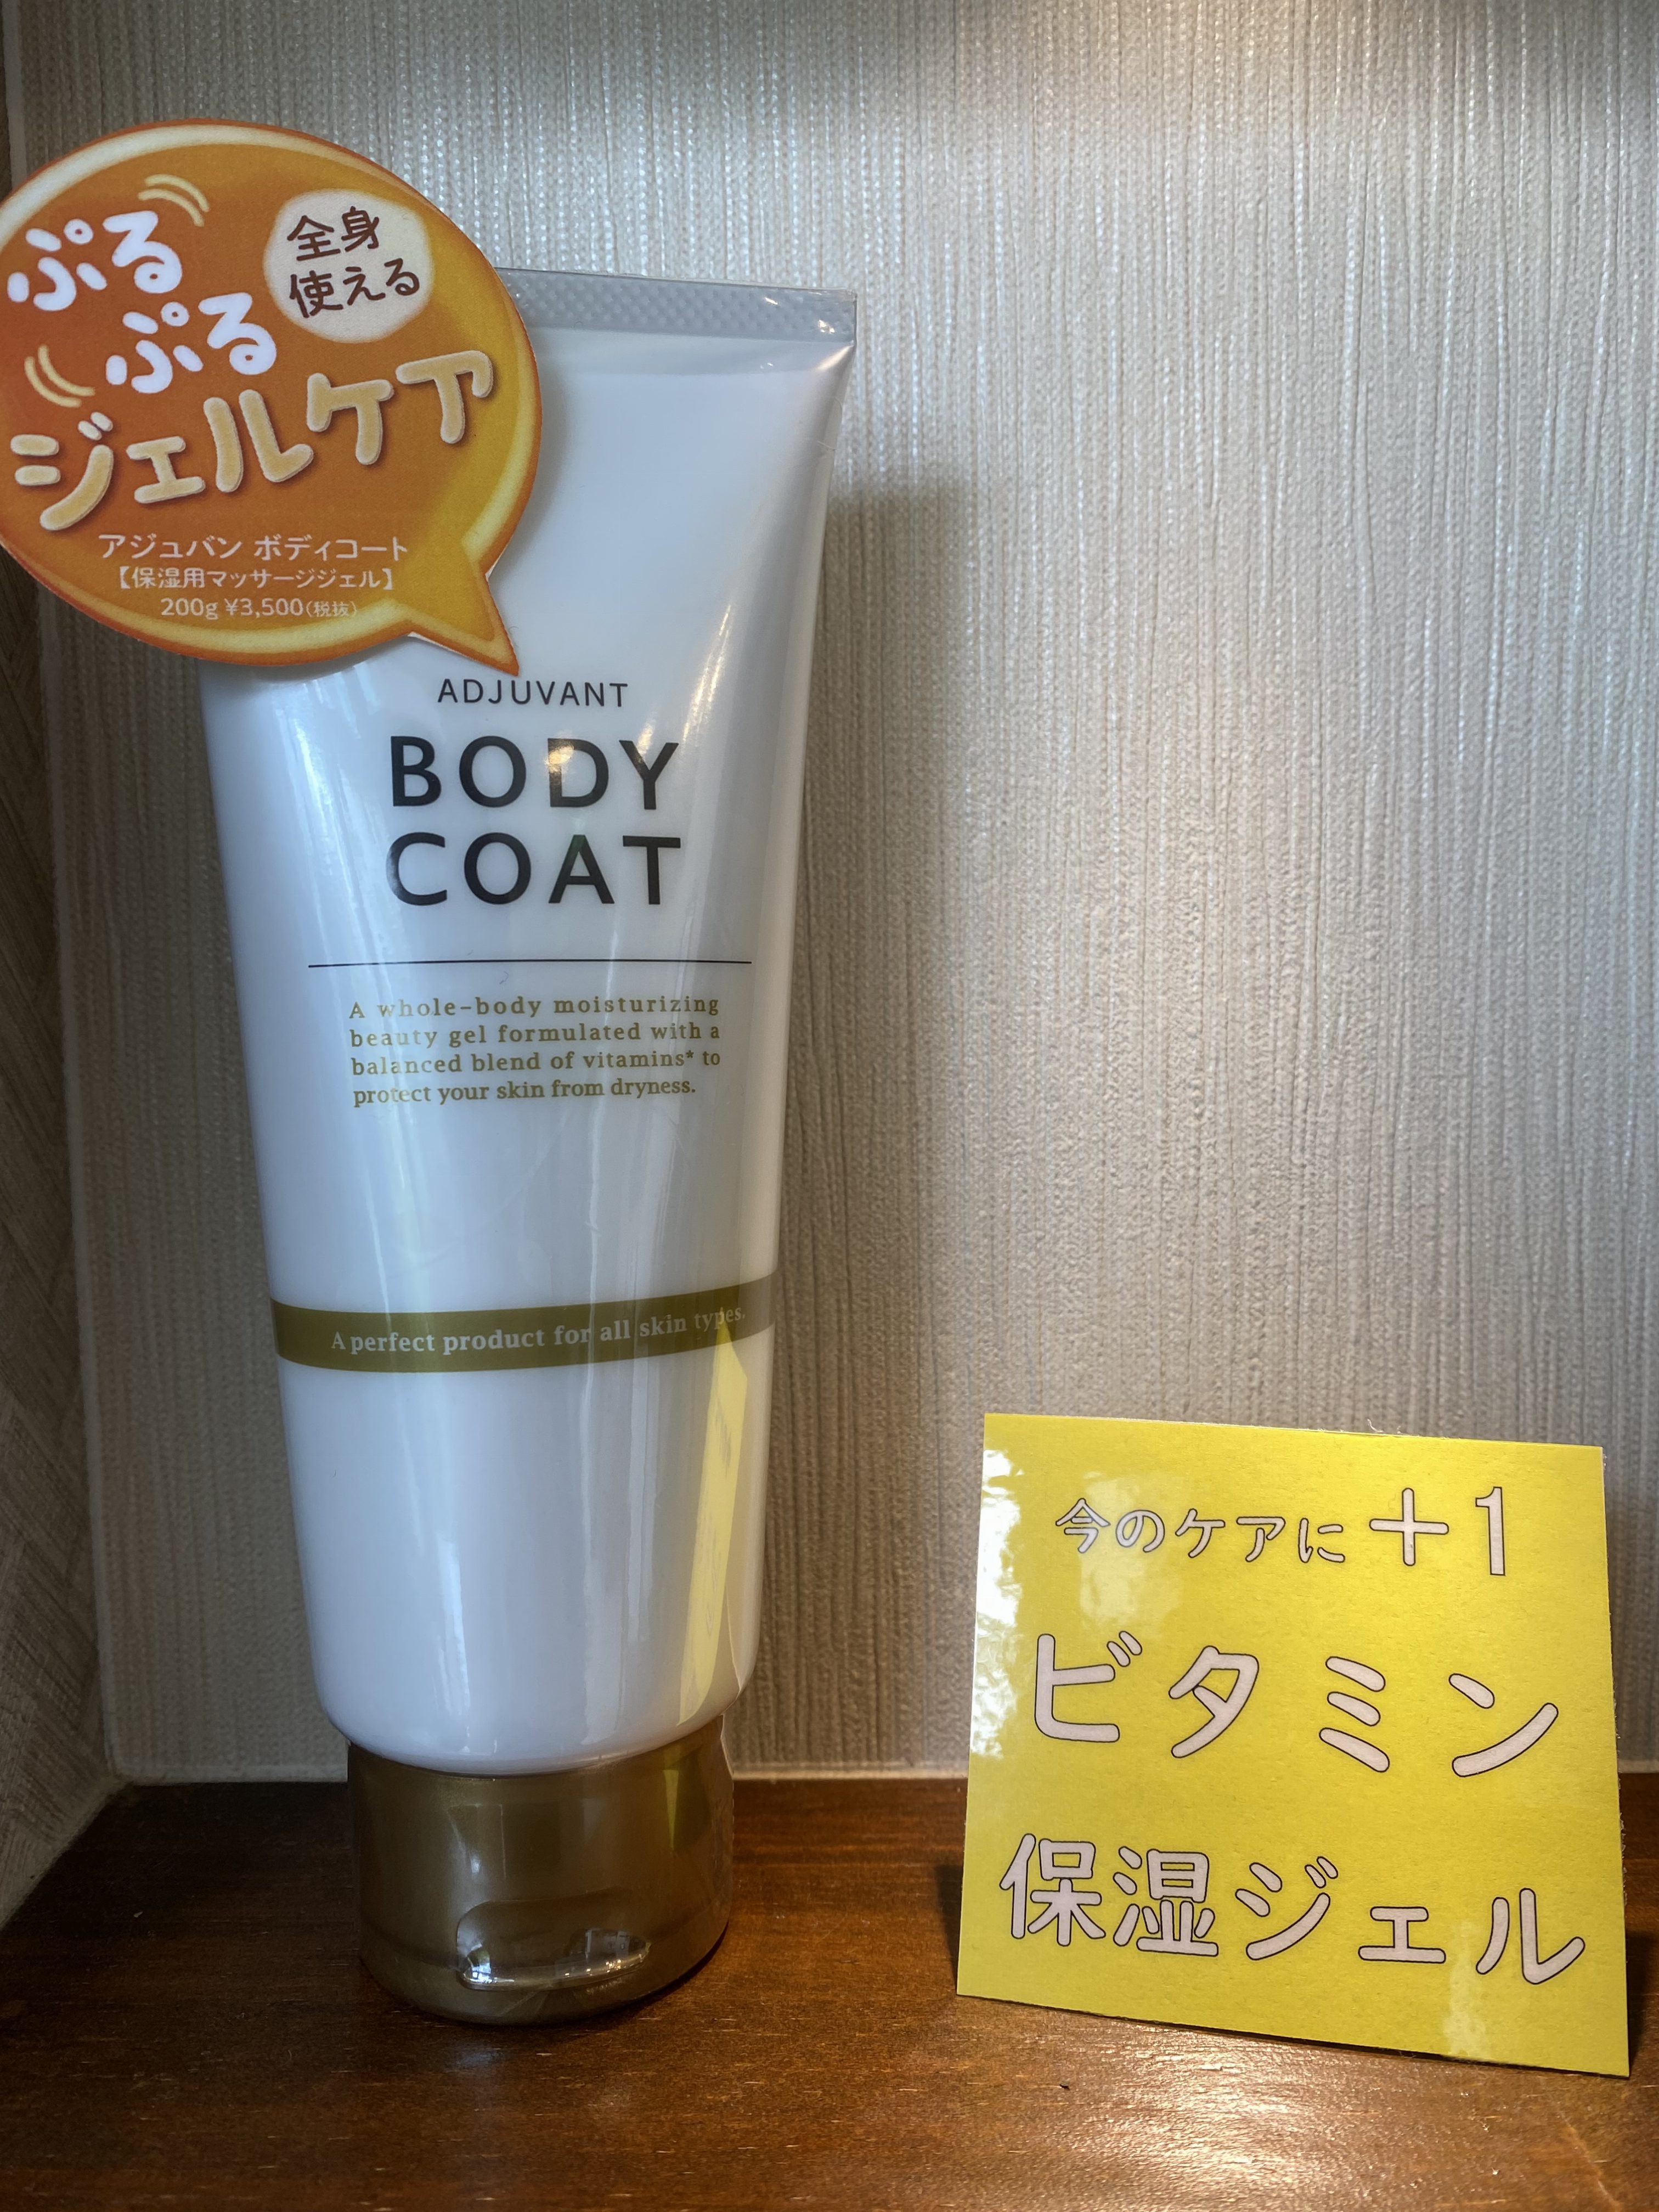 ぷる
ぷる
ジェルケア
全身
使える
アジュバン ボディコート
【保湿用マッサージジェル】
200g ¥3,500(税抜)
ADJUVANT
BODY
COAT
A whole-body moisturizing
beauty gel formulated with a
balanced blend of vitamins* to
protect your skin from dryness.
A perfect product for all skin types.
今のケアに+1
ビタミン
保湿ジェル